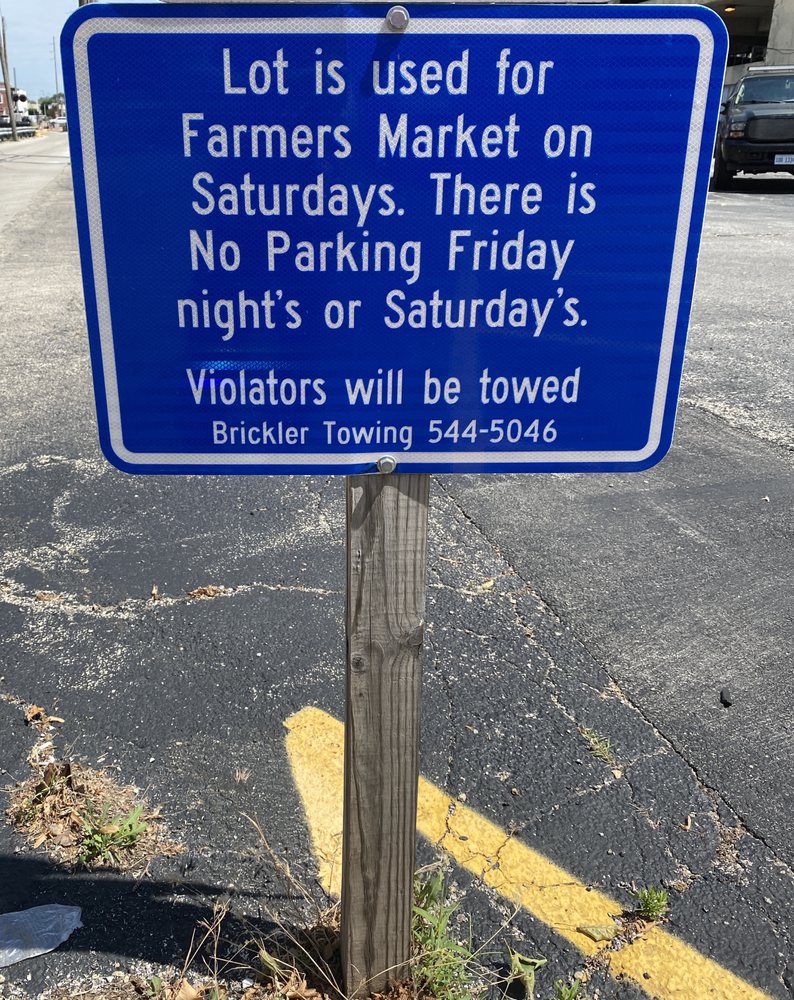 Lot is used for
Farmers Market on
Saturdays. There is
No Parking Friday
night's or Saturday's.
Violators will be towed
Brickler Towing 544-5046